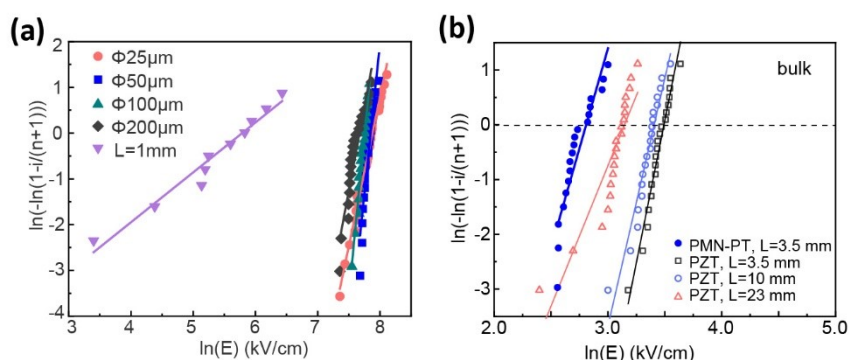 (a)
Φ25μm
Φ50μm
Φ100μm
Φ200μm
L=1mm
ln(-ln(1-i/(n+1)))
2
1
0
-1
-2
-3
-4
3 4 5 6 7 8
ln(E) (kV/cm)
(b)
bulk
ln(-ln(1-i/(n+1)))
1
0
-1
-2
-3
PMN-PT, L=3.5 mm
PZT, L=3.5 mm
PZT, L=10 mm
PZT, L=23 mm
2.0 3.0 4.0 5.0
ln(E) (kV/cm)